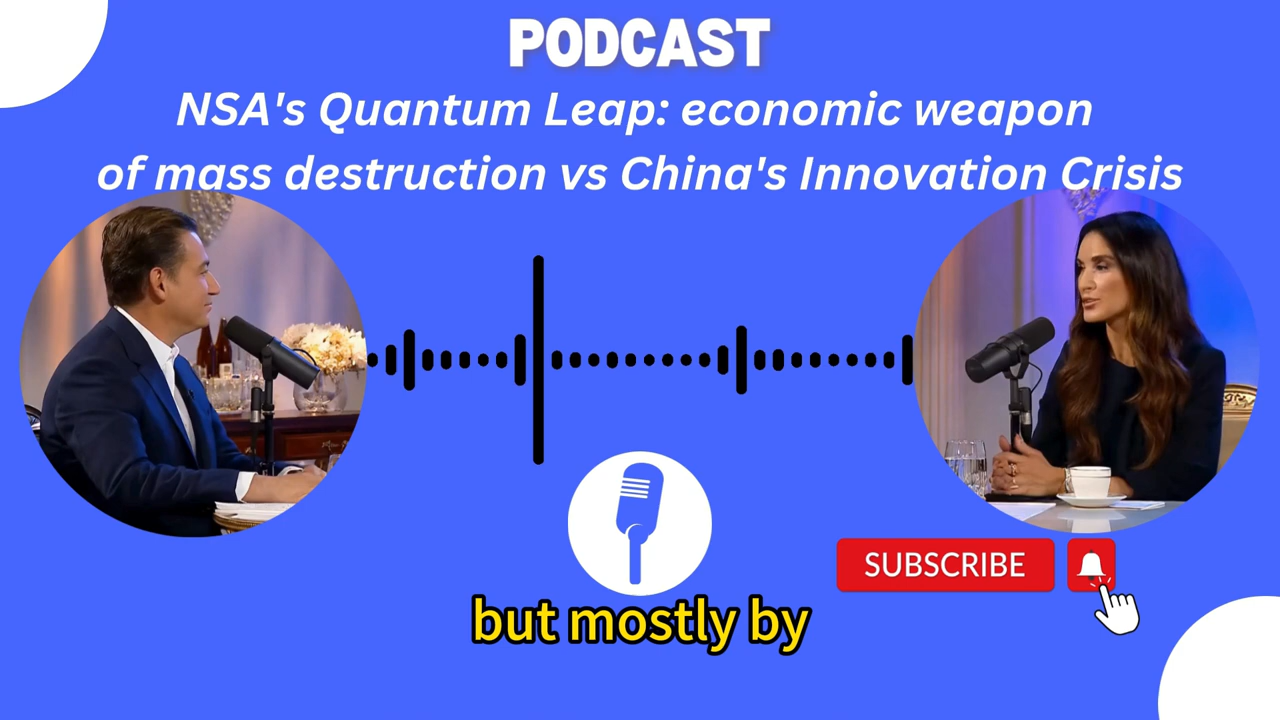 PODCAST
NSA's Quantum Leap: economic weapon
of mass destruction vs China's Innovation Crisis
SUBSCRIBE
but mostly by